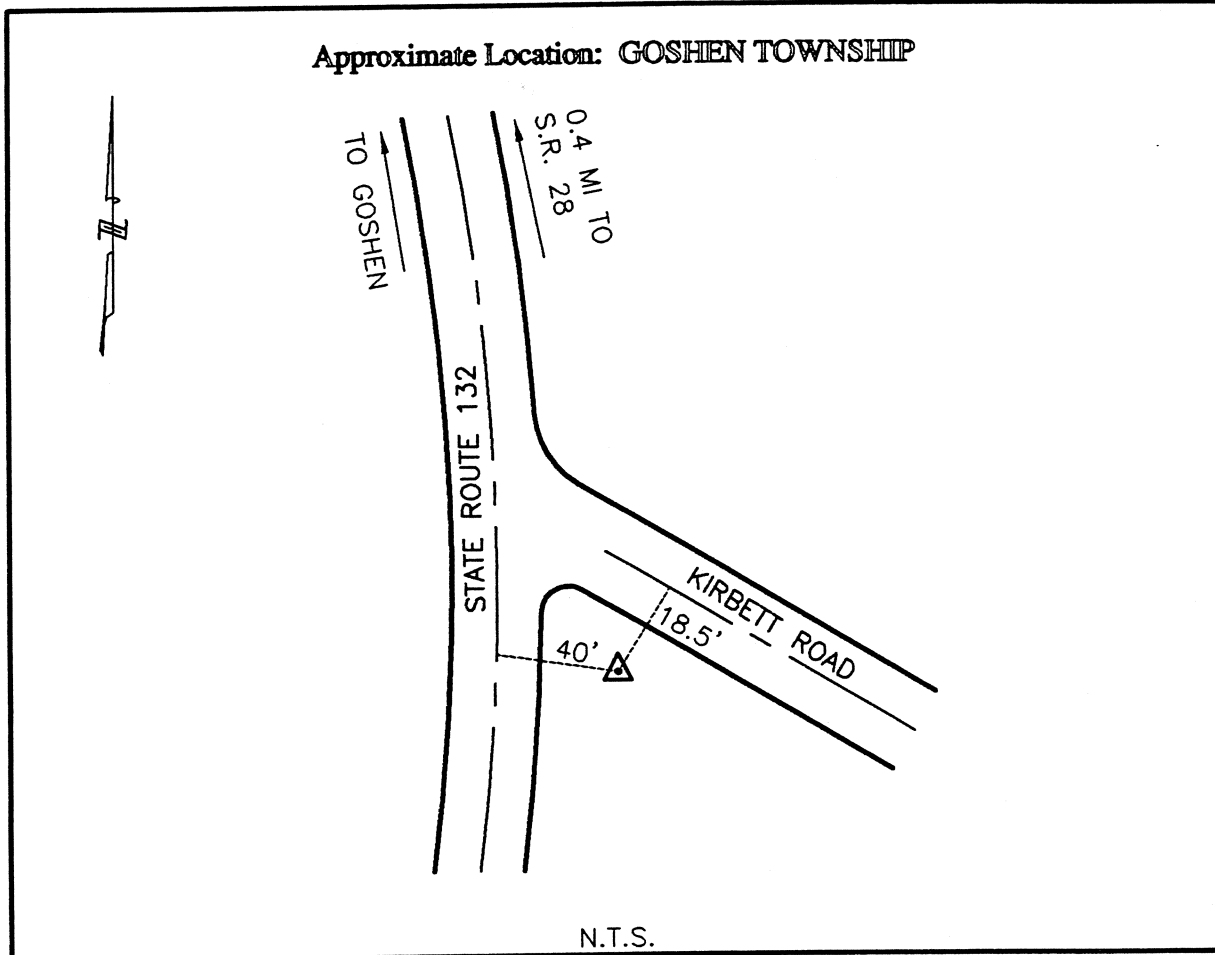 Approximate Location: GOSHEN TOWNSHIP
TO GOSHEN
0.4 MI TO
S.R. 28
N
STATE ROUTE 132
KIRBETT ROAD
18.5'
40'
N.T.S.